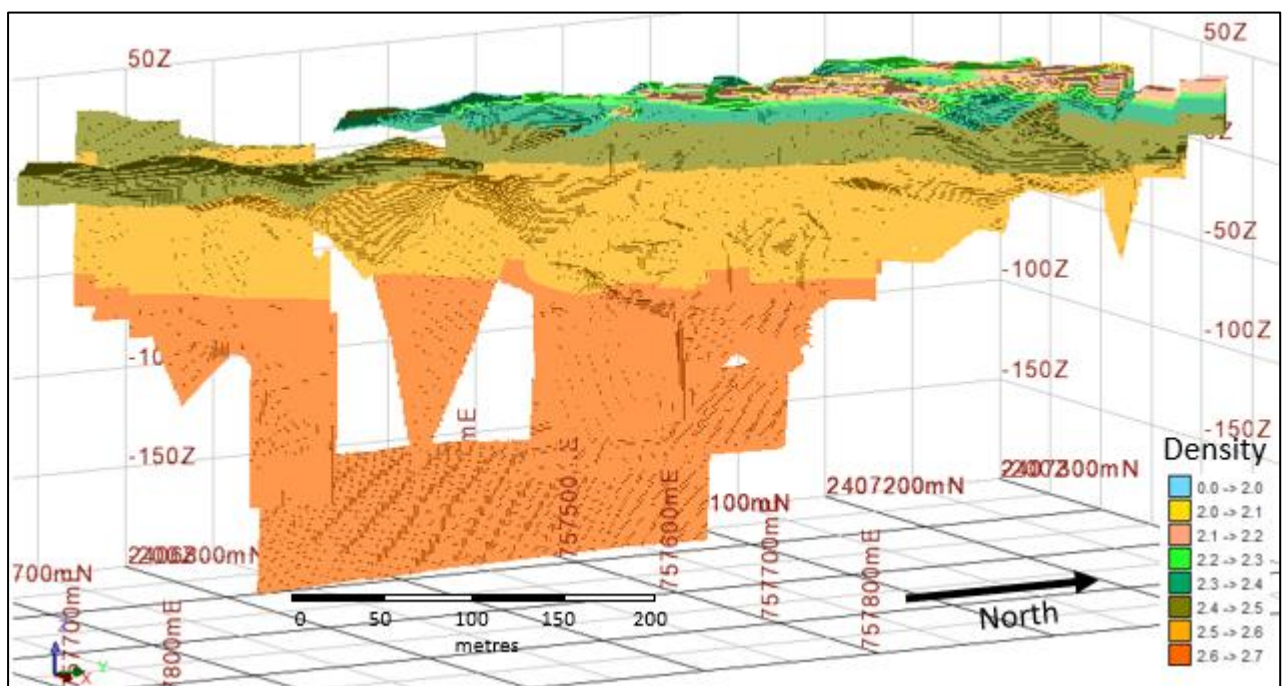 50Z
50Z
0Z
-50Z
-100Z
-100Z
-10
-150Z
-150Z
-150Z
mE
2407200mN
100mN
700mN
757500mE
757600mE
757700mE
757800mE
7700mE
7800mE
0 50 100 150 200
metres
North
Density
0.0 -> 2.0
2.0 -> 2.1
2.1 -> 2.2
2.2 -> 2.3
2.3 -> 2.4
2.4 -> 2.5
2.5 -> 2.6
2.6 -> 2.7
Y
X